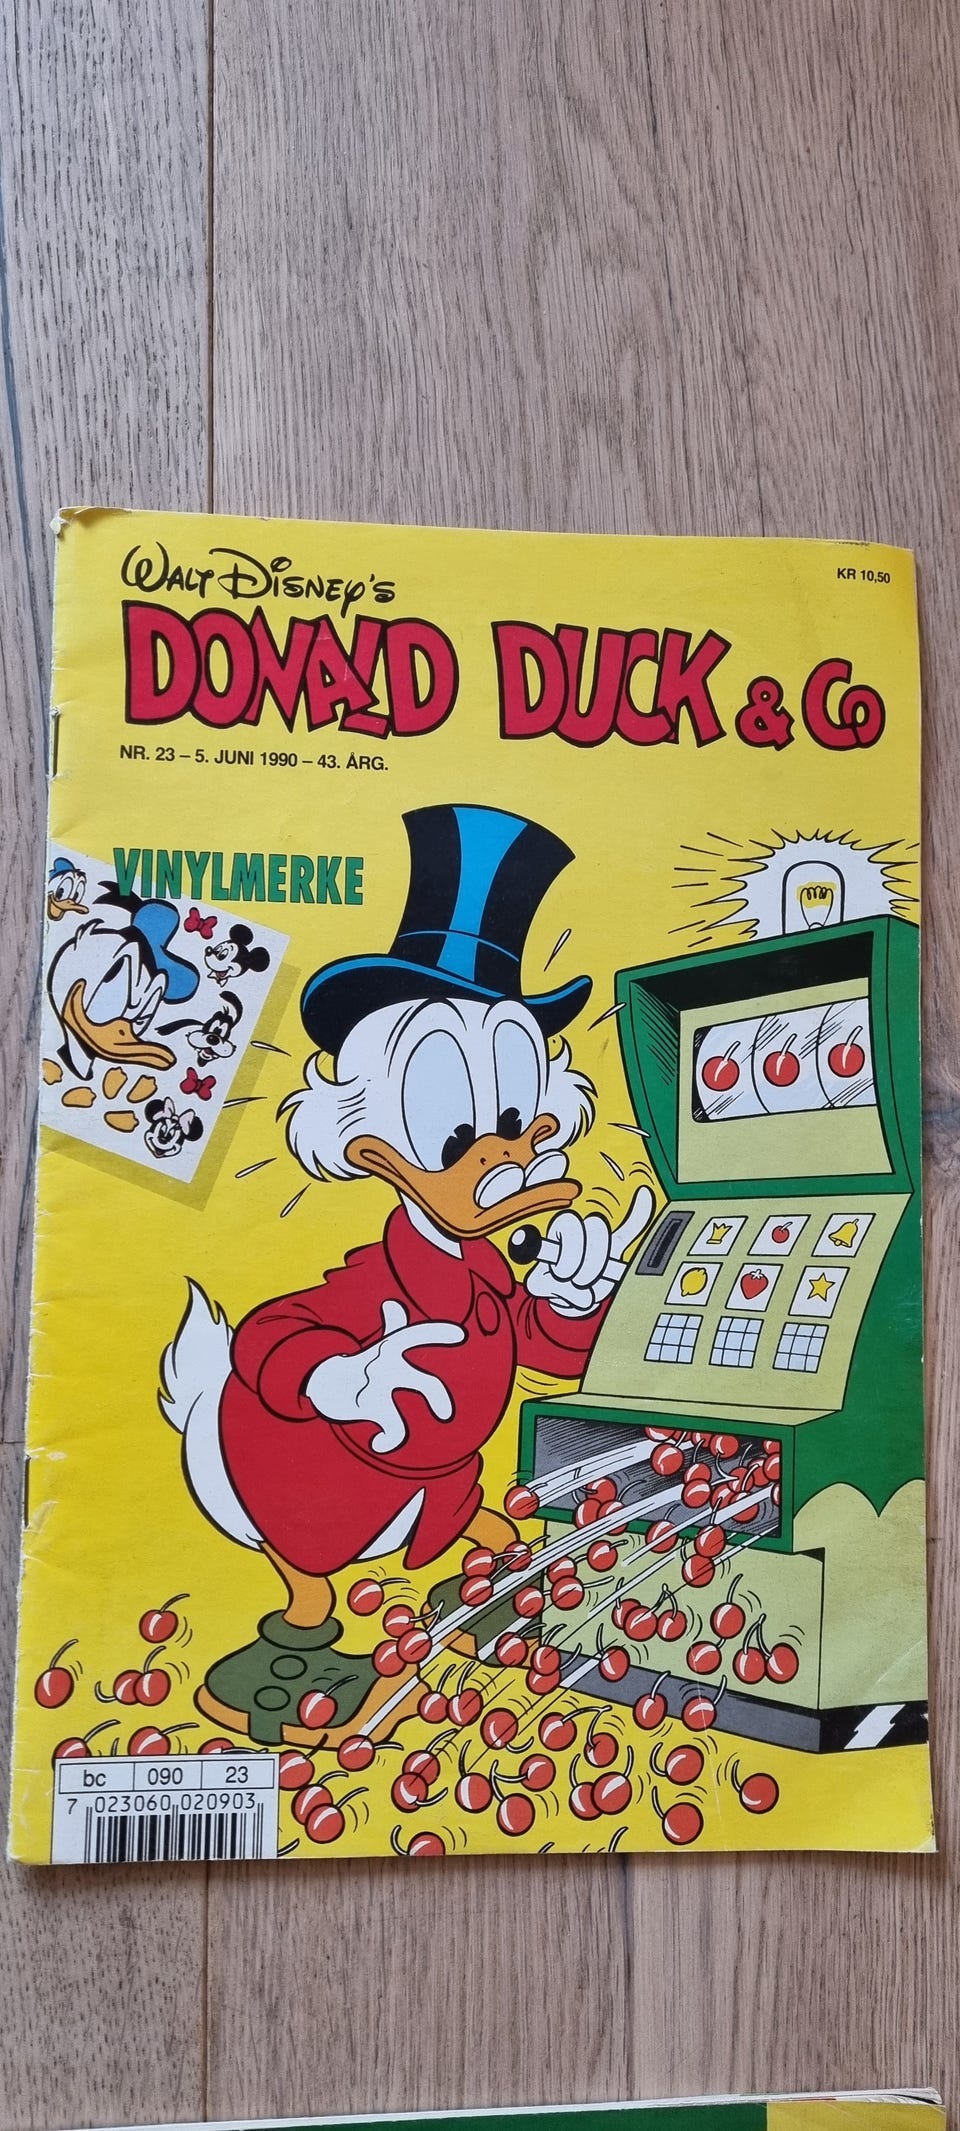 WALT DISNEY'S
KR 10,50
DONALD DUCK & CO
NR. 23 – 5. JUNI 1990 – 43. ÅRG.
VINYLMERKE
bc 090 23
7 023060 020903